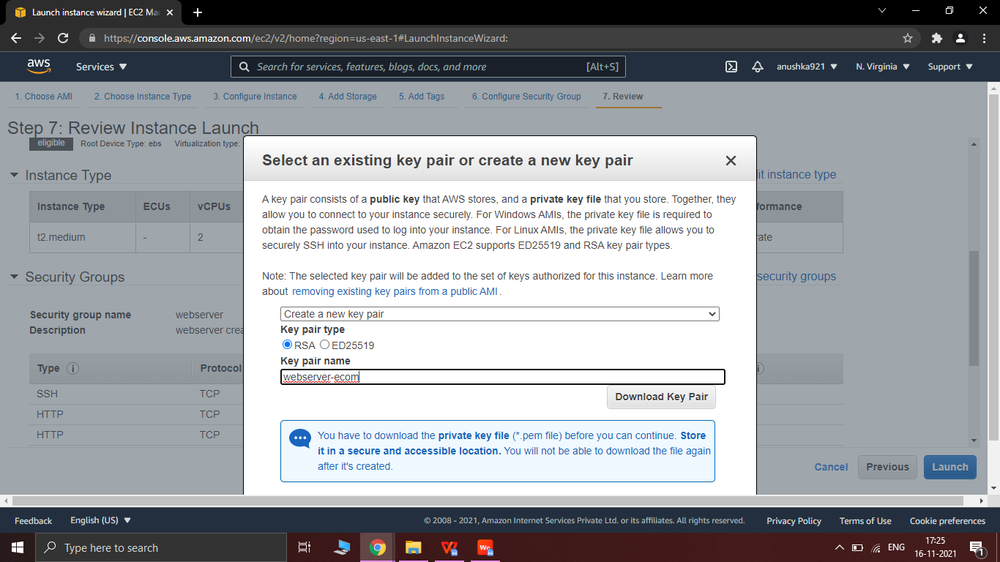 Launch instance wizard | EC2 Ma
https://console.aws.amazon.com/ec2/v2/home?region=us-east-1#LaunchInstanceWizard:
aws Services Search for services, features, blogs, docs, and more [Alt+S] anushka921 N. Virginia Support
1. Choose AMI 2. Choose Instance Type 3. Configure Instance 4. Add Storage 5. Add Tags 6. Configure Security Group 7. Review
Step 7: Review Instance Launch
eligible Root Device Type: ebs Virtualization type:
Select an existing key pair or create a new key pair
Instance Type
it instance type
Instance Type ECUs vCPUs
formance
t2.medium - 2
rate
A key pair consists of a public key that AWS stores, and a private key file that you store. Together, they
allow you to connect to your instance securely. For Windows AMIs, the private key file is required to
obtain the password used to log into your instance. For Linux AMIs, the private key file allows you to
securely SSH into your instance. Amazon EC2 supports ED25519 and RSA key pair types.
Note: The selected key pair will be added to the set of keys authorized for this instance. Learn more
about removing existing key pairs from a public AMI .
Security Groups
security groups
Security group name webserver
Description webserver crea
Type Protocol
SSH TCP
HTTP TCP
HTTP TCP
Create a new key pair
Key pair type
RSA ED25519
Key pair name
webserver-ecom
Download Key Pair
You have to download the private key file (*.pem file) before you can continue. Store
it in a secure and accessible location. You will not be able to download the file again
after it's created.
Cancel Previous Launch
Feedback English (US) © 2008 - 2021, Amazon Internet Services Private Ltd. or its affiliates. All rights reserved. Privacy Policy Terms of Use Cookie preferences
Type here to search
ENG
17:25
16-11-2021
1